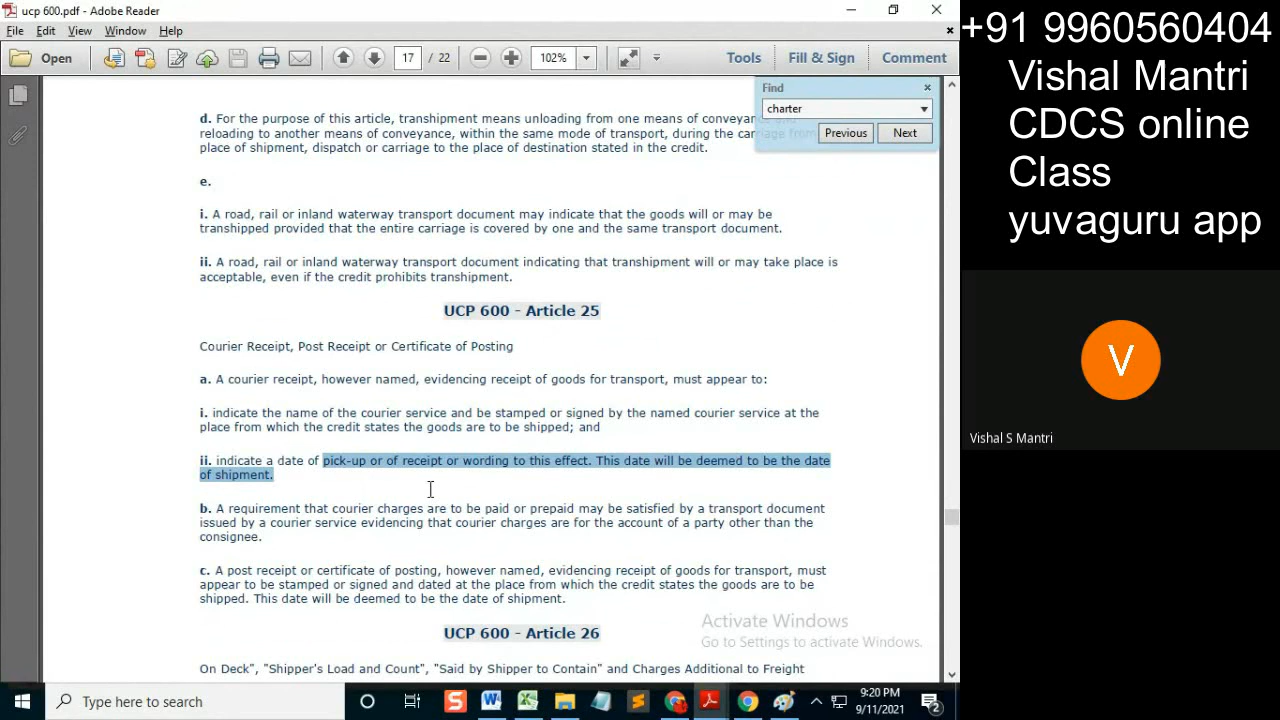 ucp 600.pdf - Adobe Reader
File Edit View Window Help
Open 17 / 22 102% Tools Fill & Sign Comment
Find
charter
Previous Next
d. For the purpose of this article, transhipment means unloading from one means of conveyance and
reloading to another means of conveyance, within the same mode of transport, during the carriage from
place of shipment, dispatch or carriage to the place of destination stated in the credit.
e.
i. A road, rail or inland waterway transport document may indicate that the goods will or may be
transhipped provided that the entire carriage is covered by one and the same transport document.
ii. A road, rail or inland waterway transport document indicating that transhipment will or may take place is
acceptable, even if the credit prohibits transhipment.
UCP 600 - Article 25
Courier Receipt, Post Receipt or Certificate of Posting
a. A courier receipt, however named, evidencing receipt of goods for transport, must appear to:
i. indicate the name of the courier service and be stamped or signed by the named courier service at the
place from which the credit states the goods are to be shipped; and
ii. indicate a date of pick-up or of receipt or wording to this effect. This date will be deemed to be the date
of shipment.
b. A requirement that courier charges are to be paid or prepaid may be satisfied by a transport document
issued by a courier service evidencing that courier charges are for the account of a party other than the
consignee.
c. A post receipt or certificate of posting, however named, evidencing receipt of goods for transport, must
appear to be stamped or signed and dated at the place from which the credit states the goods are to be
shipped. This date will be deemed to be the date of shipment.
UCP 600 - Article 26
On Deck", "Shipper's Load and Count", "Said by Shipper to Contain" and Charges Additional to Freight
Activate Windows
Go to Settings to activate Windows.
Type here to search
9:20 PM
9/11/2021
2
+91 9960560404
Vishal Mantri
CDCS online
Class
yuvaguru app
V
Vishal S Mantri